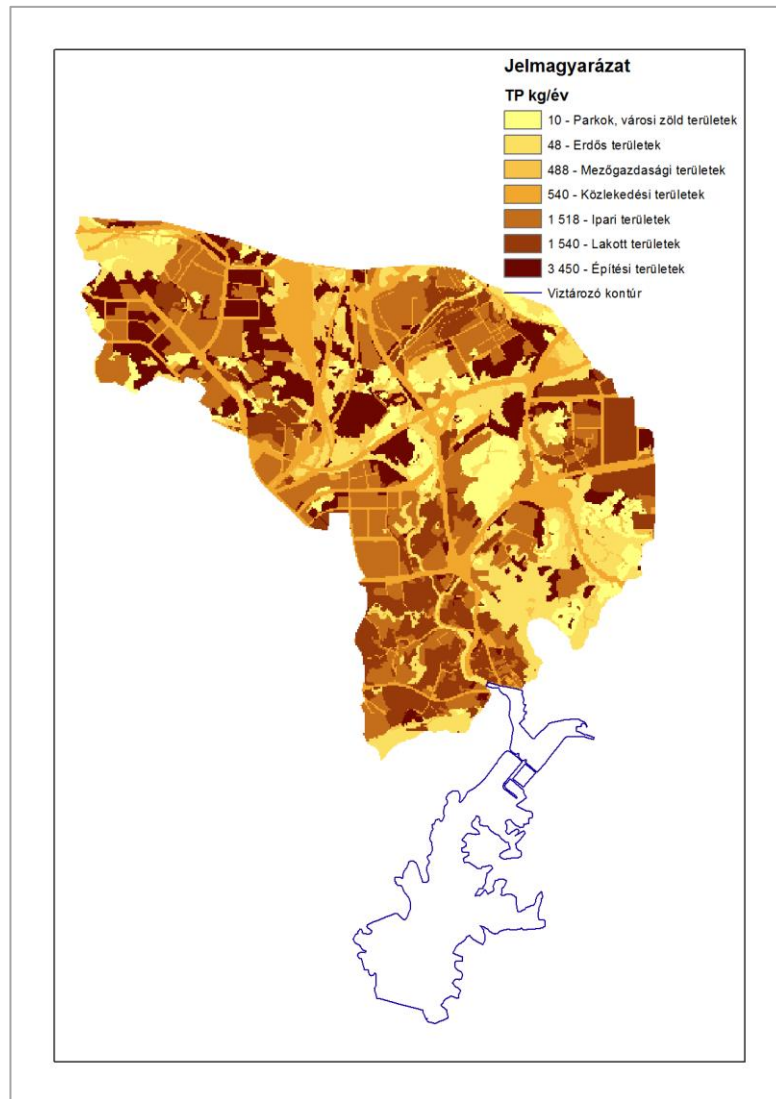 Jelmagyarázat
TP kg/év
10 - Parkok, városi zöld területek
48 - Erdős területek
488 - Mezőgazdasági területek
540 - Közlekedési területek
1 518 - Ipari területek
1 540 - Lakott területek
3 450 - Építési területek
Viztározó kontúr